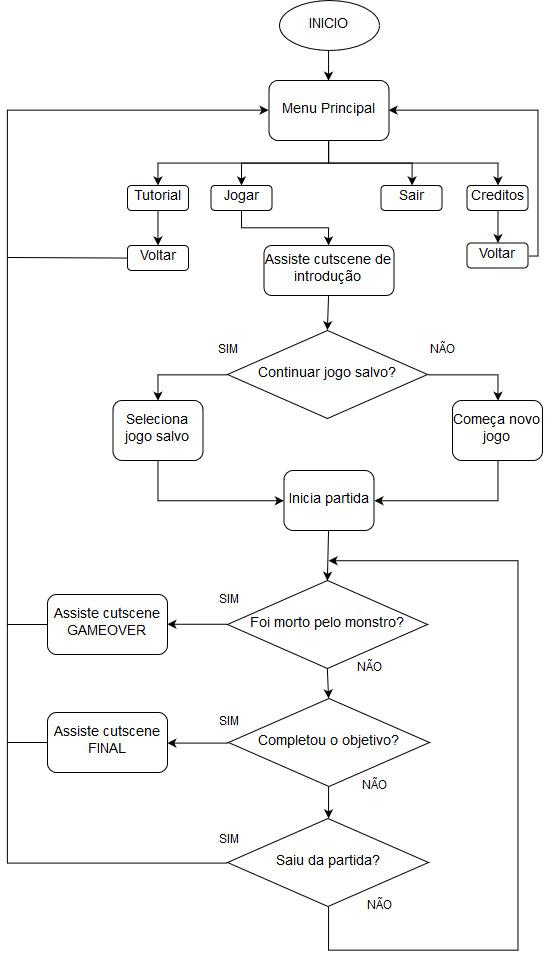 INICIO
Menu Principal
Tutorial
Jogar
Sair
Creditos
Voltar
Voltar
Assiste cutscene de
introdução
SIM
NÃO
Continuar jogo salvo?
Seleciona
jogo salvo
Começa novo
jogo
Inicia partida
SIM
Assiste cutscene
GAMEOVER
Foi morto pelo monstro?
NÃO
SIM
Assiste cutscene
FINAL
Completou o objetivo?
NÃO
SIM
Saiu da partida?
NÃO